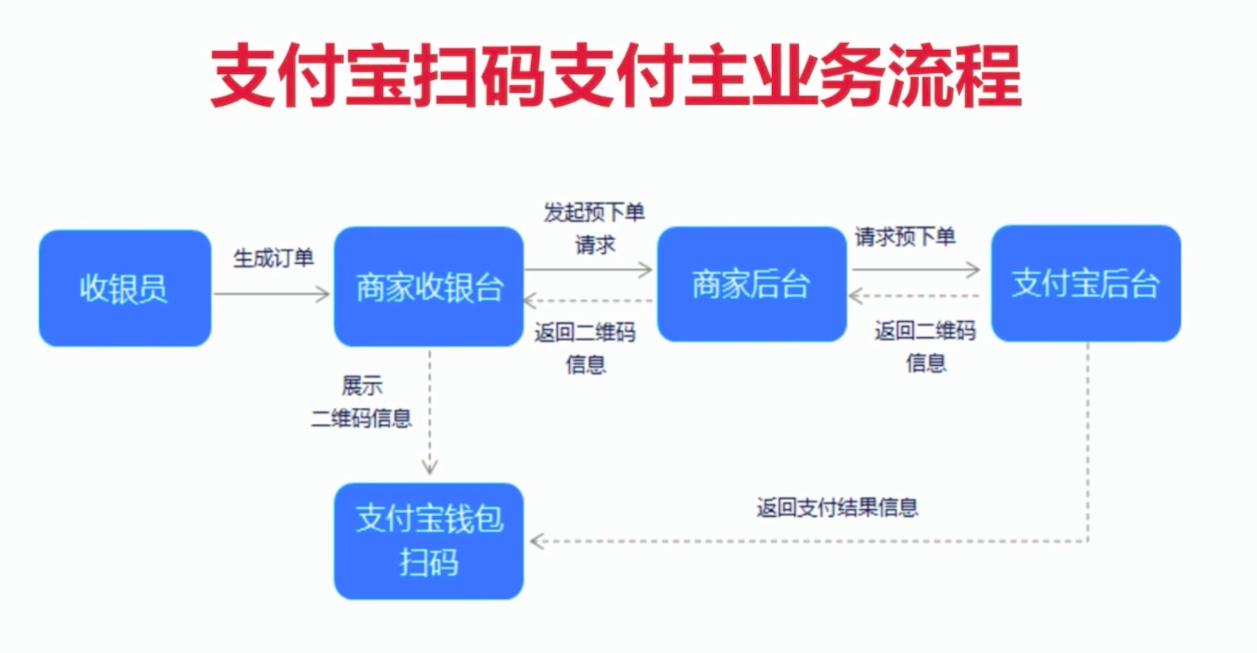 支付宝扫码支付主业务流程
发起预下单
请求
请求预下单
生成订单
收银员
商家收银台
商家后台
支付宝后台
返回二维码
信息
返回二维码
信息
展示
二维码信息
支付宝钱包
扫码
返回支付结果信息